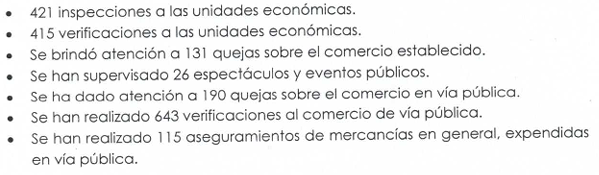 • 421 inspecciones a las unidades económicas.
• 415 verificaciones a las unidades económicas.
• Se brindó atención a 131 quejas sobre el comercio establecido.
• Se han supervisado 26 espectáculos y eventos públicos.
• Se ha dado atención a 190 quejas sobre el comercio en vía pública.
• Se han realizado 643 verificaciones al comercio de vía pública.
• Se han realizado 115 aseguramientos de mercancías en general, expendidas
en vía pública.